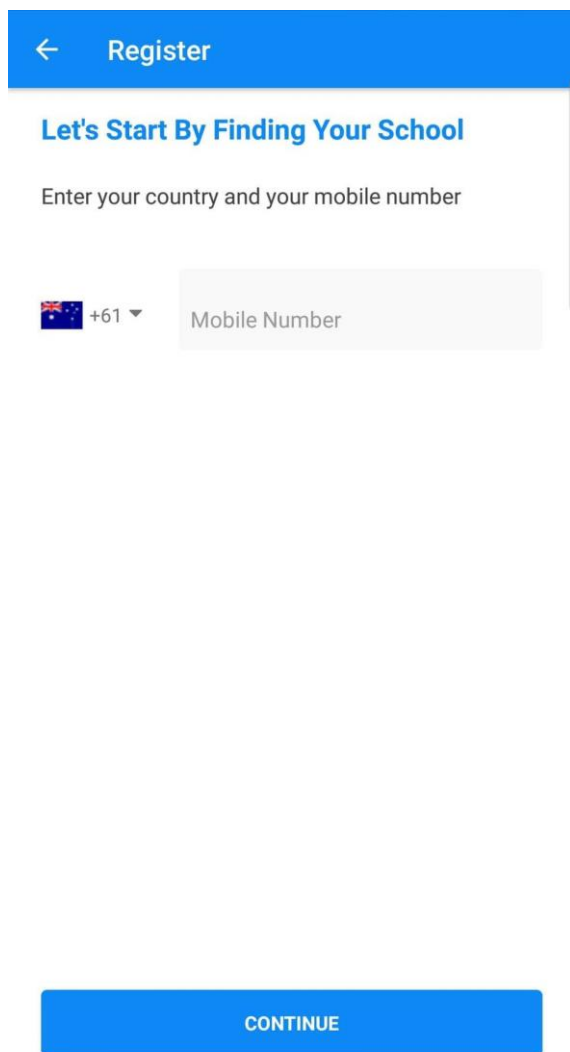 Register
Let's Start By Finding Your School
Enter your country and your mobile number
+61
Mobile Number
CONTINUE